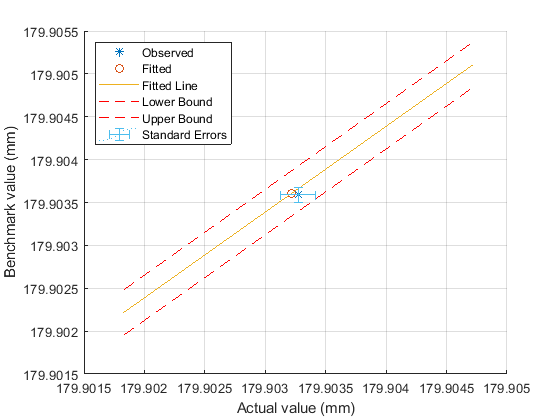 179.9055
179.905
179.9045
179.904
179.9035
179.903
179.9025
179.902
179.9015
Benchmark value (mm)
Observed
Fitted
Fitted Line
Lower Bound
Upper Bound
Standard Errors
179.9015 179.902 179.9025 179.903 179.9035 179.904 179.9045 179.905
Actual value (mm)